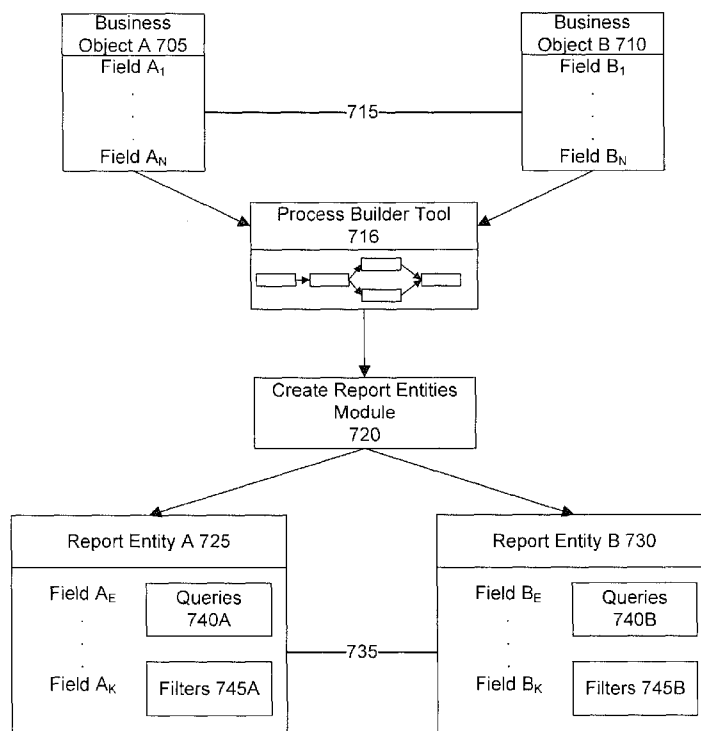 Business
Object A 705
Field A1
.
.
.
Field AN
Business
Object B 710
Field B1
.
.
.
Field BN
715
Process Builder Tool
716
Create Report Entities
Module
720
Report Entity A 725
Field AE
.
.
.
Field AK
Queries
740A
Filters 745A
735
Report Entity B 730
Field BE
.
.
.
Field BK
Queries
740B
Filters 745B